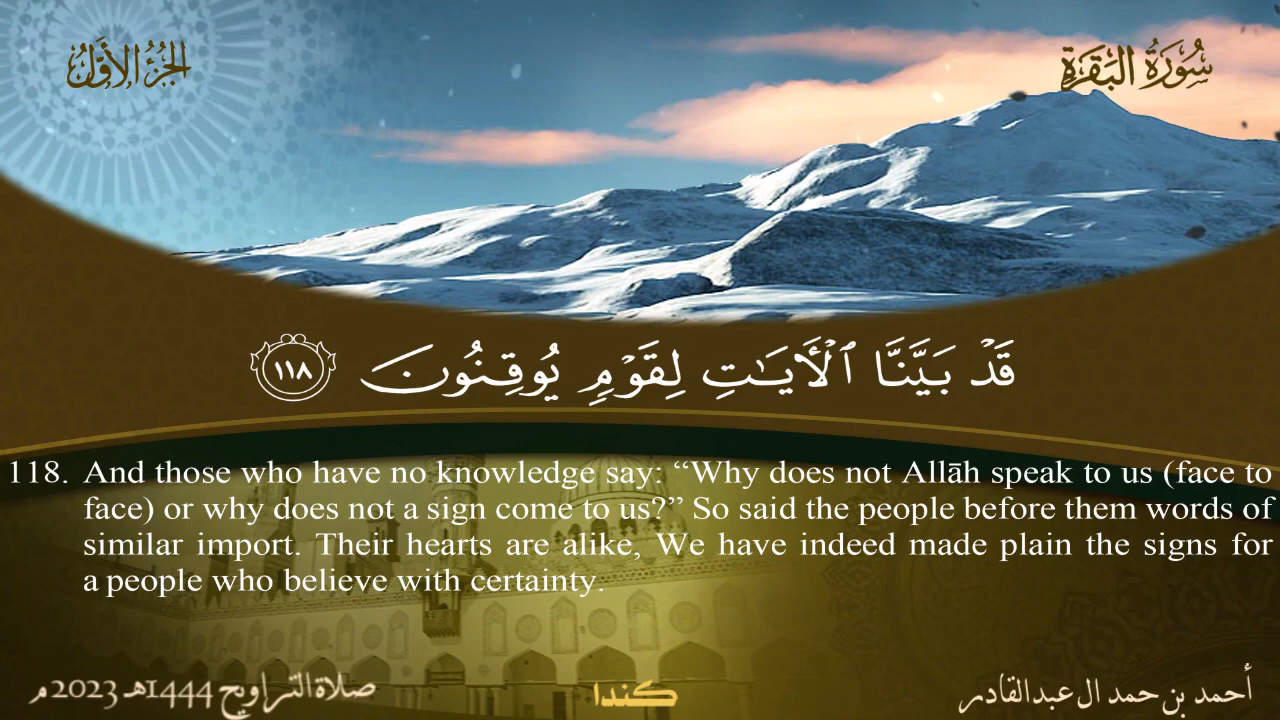 سُورَةُ البَقَرَةِ
الجُزْءُ الأَوَّلُ
قَدْ بَيَّنَّا ٱلْأَيَـٰتِ لِقَوْمٍ يُوقِنُونَ ١١٨
118. And those who have no knowledge say: “Why does not Allāh speak to us (face to
face) or why does not a sign come to us?” So said the people before them words of
similar import. Their hearts are alike, We have indeed made plain the signs for
a people who believe with certainty.
أحمد بن حمد ال عبدالقادر
كندا
صلاة التراويح 1444هـ 2023م